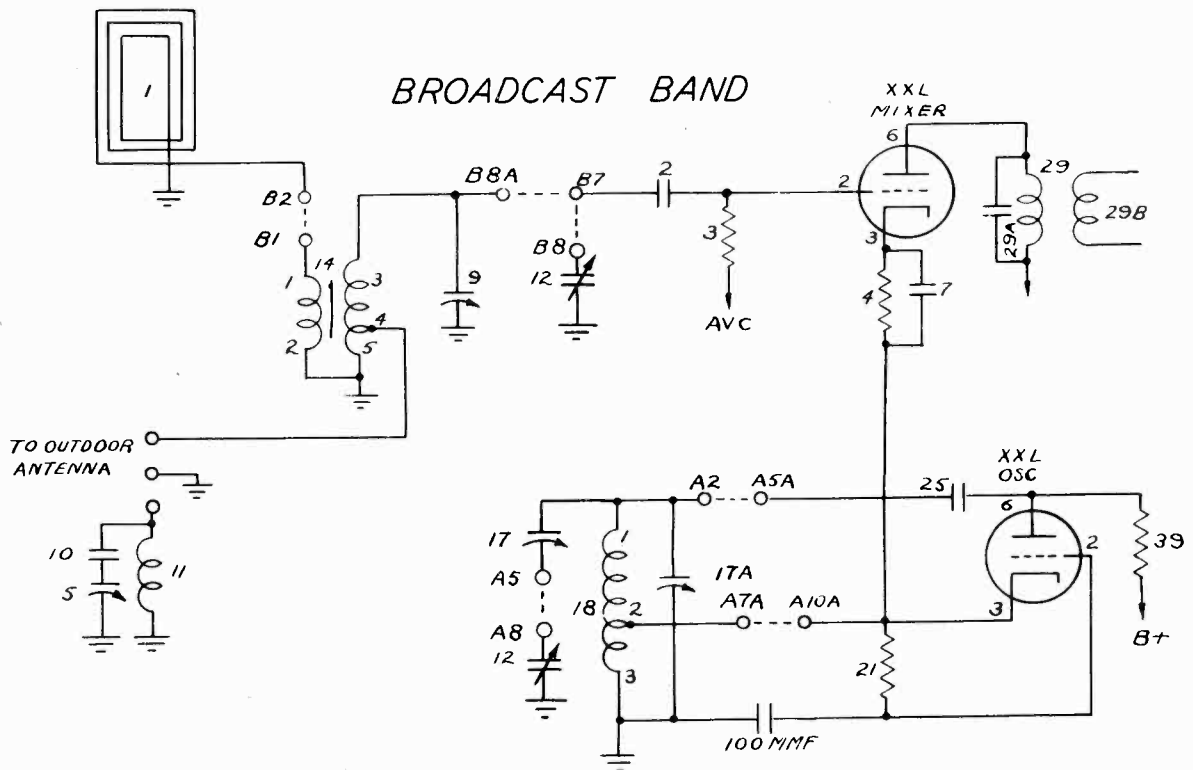 1
BROADCAST BAND
XXL
MIXER
6
29
B2
B8A
B7
2
2
29A
29B
B1
3
3
14
1
3
9
B8
12
4
7
4
AVC
2
5
TO OUTDOOR
ANTENNA
XXL
OSC
A2
A5A
25
6
17
1
2
39
10
A5
17A
11
5
18
2
A7A
A10A
3
A8
B+
12
3
21
100 MMF